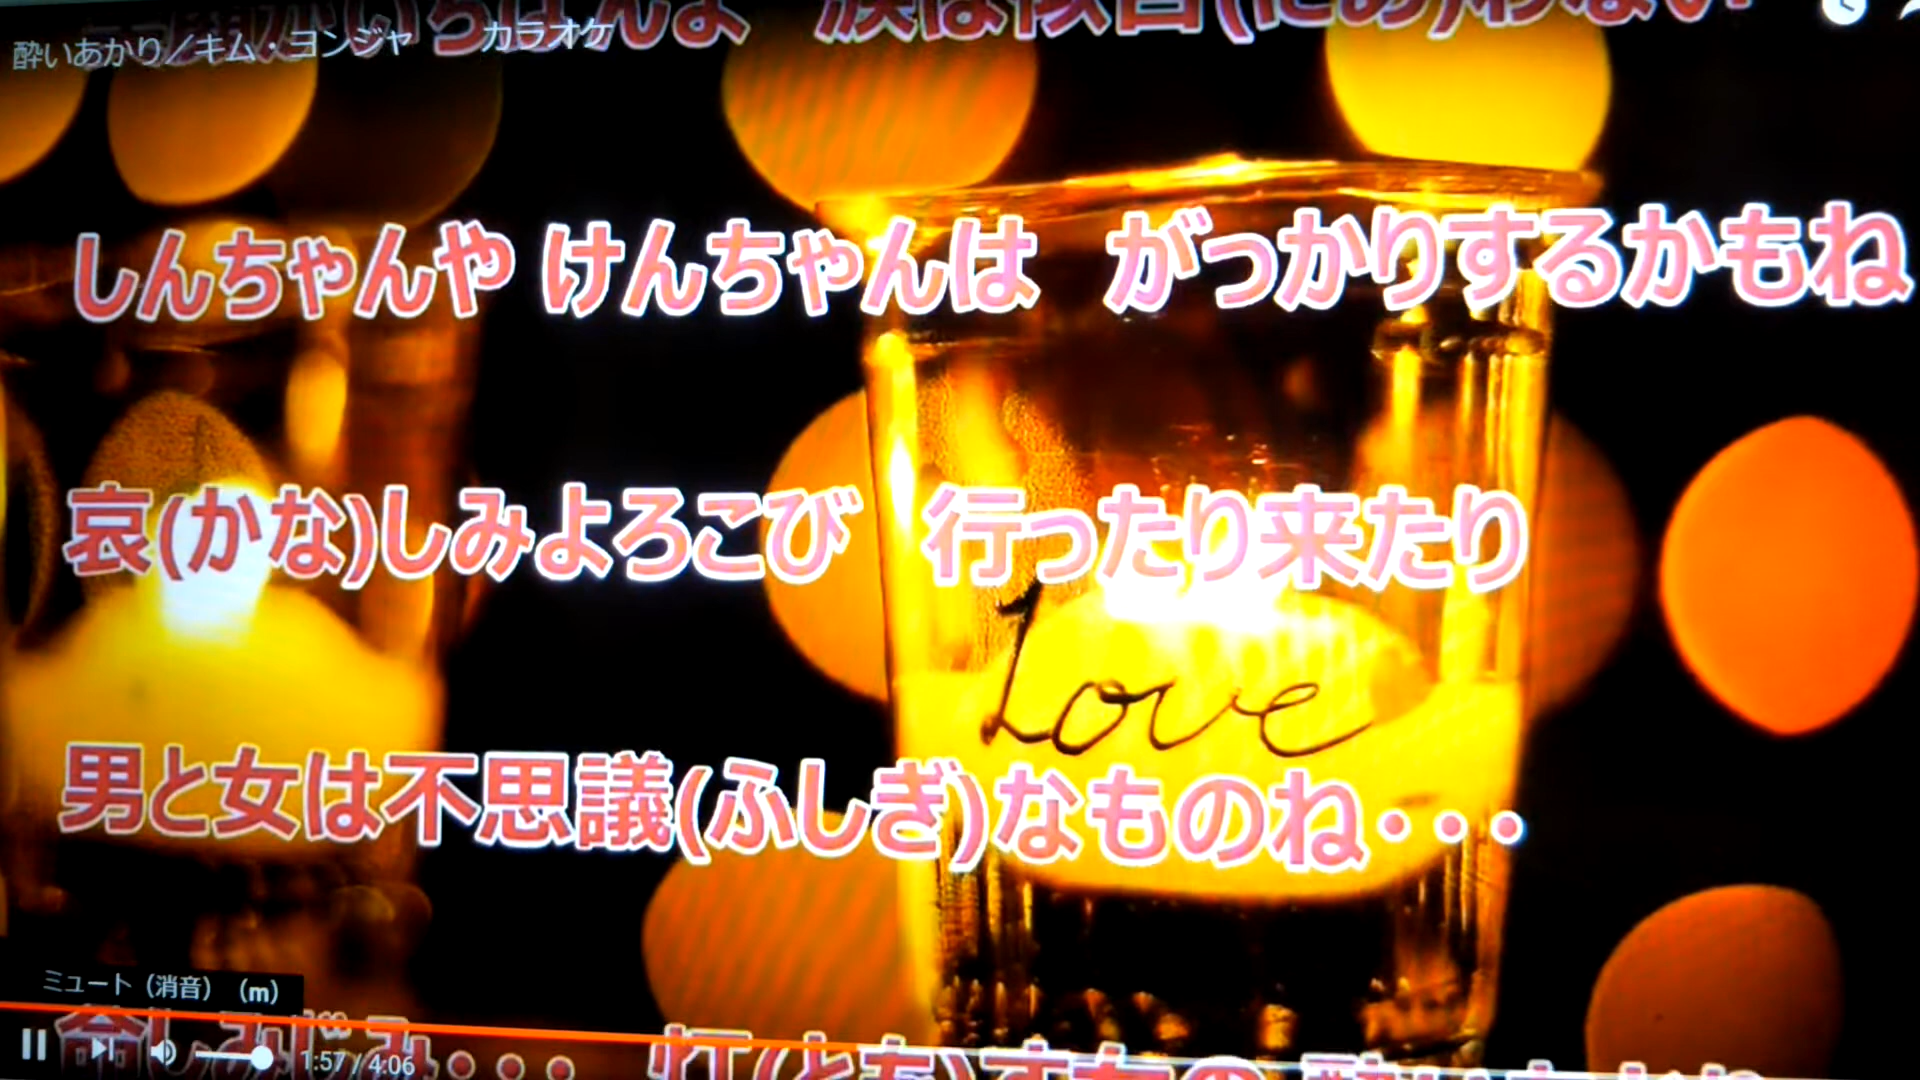 酔いあかり／キム・ヨンジャ カラオケ
しんちゃんや けんちゃんは がっかりするかもね
哀(かな)しみよろこび 行ったり来たり
Love
男と女は不思議(ふしぎ)なものね・・・
ミュート（消音） （m）
1:57 / 4:06